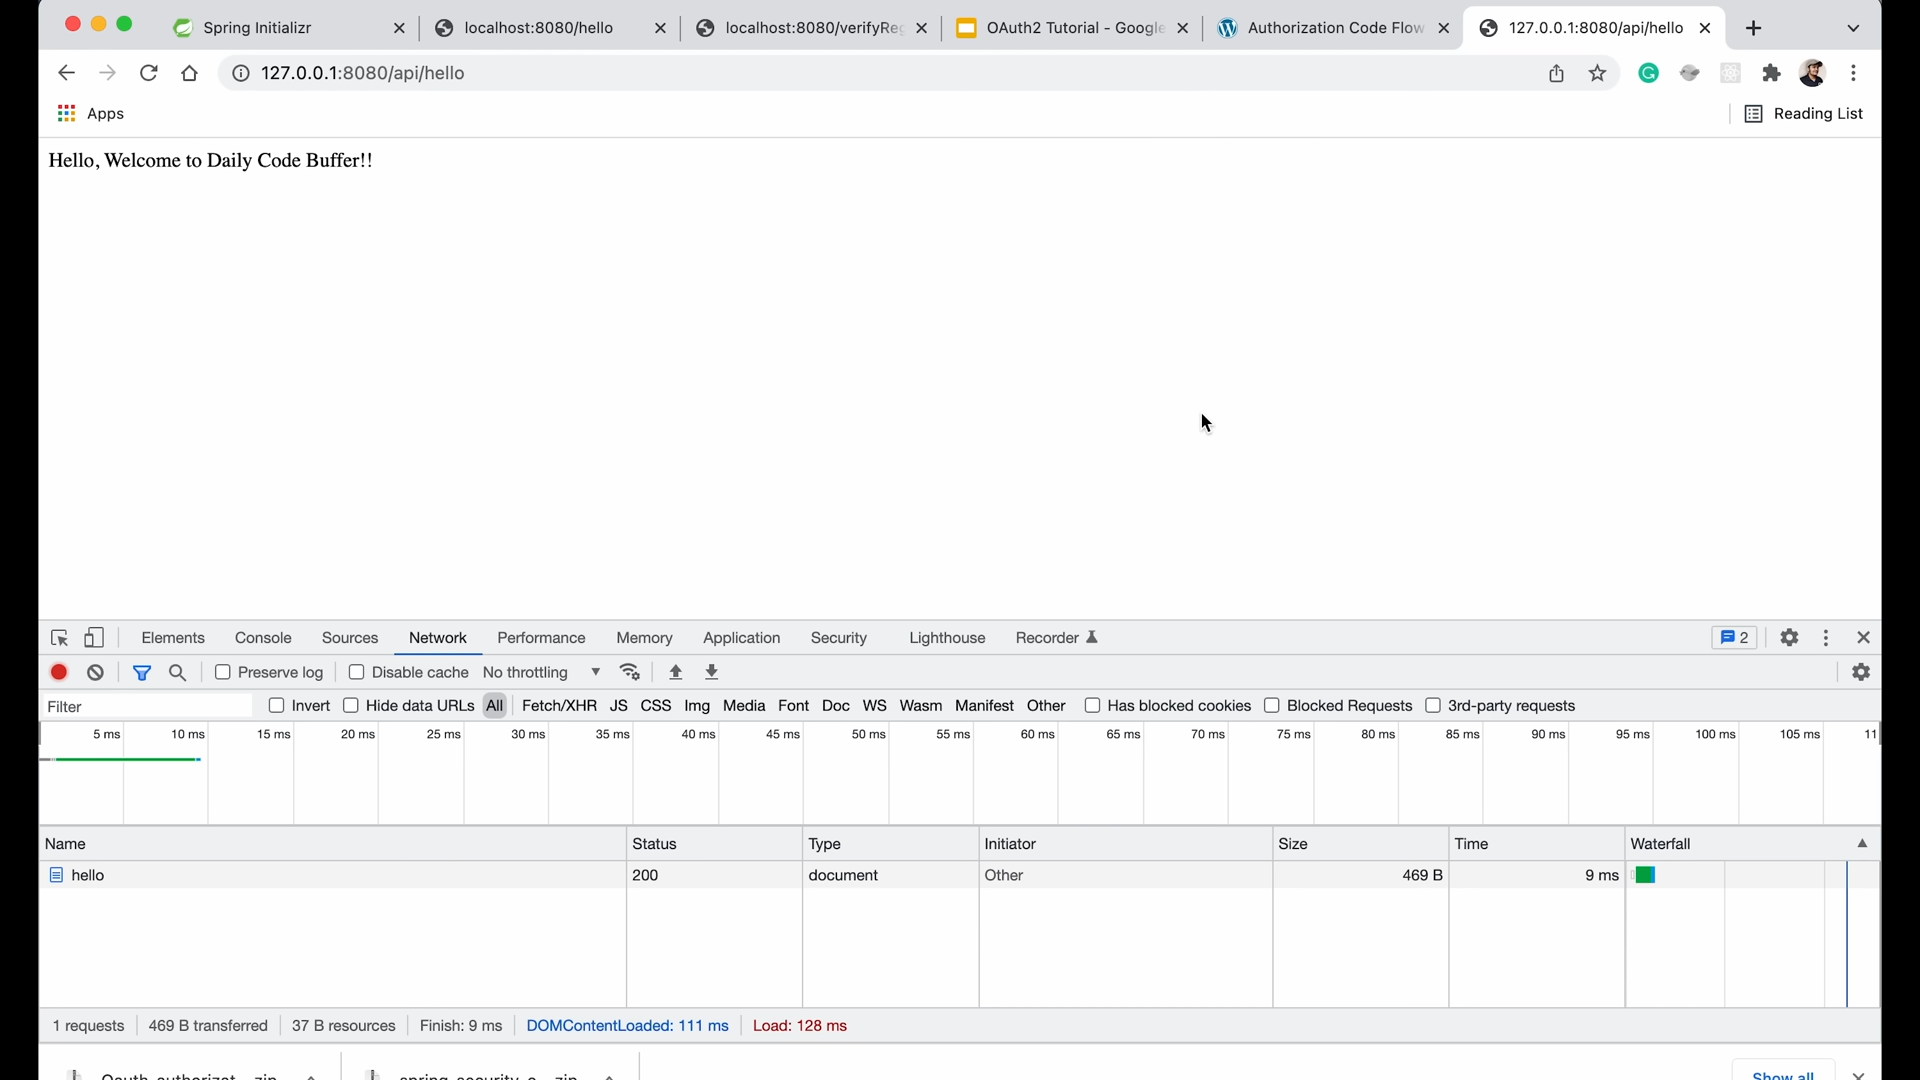 Spring Initializr
localhost:8080/hello
localhost:8080/verifyReg
OAuth2 Tutorial - Google
Authorization Code Flow
127.0.0.1:8080/api/hello
127.0.0.1:8080/api/hello
Apps
Reading List
Hello, Welcome to Daily Code Buffer!!
Elements Console Sources Network Performance Memory Application Security Lighthouse Recorder 2
Preserve log Disable cache No throttling
Filter Invert Hide data URLs All Fetch/XHR JS CSS Img Media Font Doc WS Wasm Manifest Other Has blocked cookies Blocked Requests 3rd-party requests
5 ms 10 ms 15 ms 20 ms 25 ms 30 ms 35 ms 40 ms 45 ms 50 ms 55 ms 60 ms 65 ms 70 ms 75 ms 80 ms 85 ms 90 ms 95 ms 100 ms 105 ms 11
Name Status Type Initiator Size Time Waterfall
hello 200 document Other 469 B 9 ms
1 requests 469 B transferred 37 B resources Finish: 9 ms DOMContentLoaded: 111 ms Load: 128 ms
Oauth authorizat....zip spring security c....zip Show all